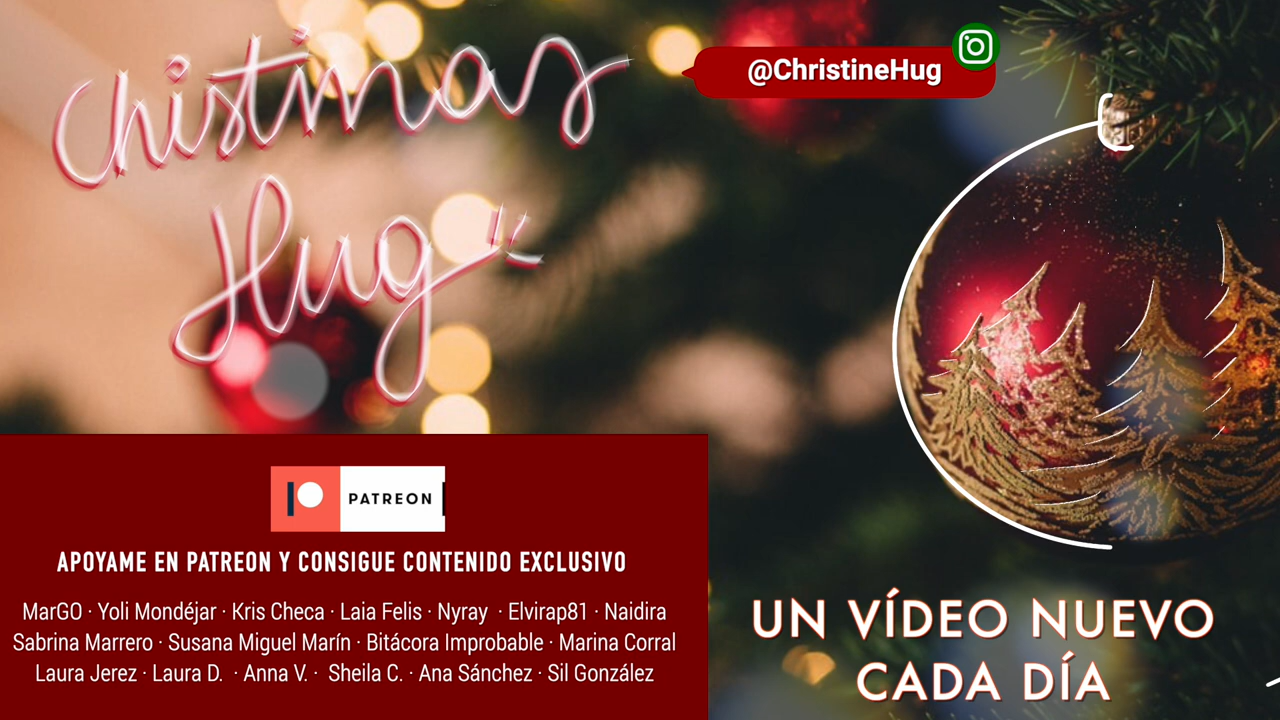 Chistmas
Hug
@ChristineHug
PATREON
APOYAME EN PATREON Y CONSIGUE CONTENIDO EXCLUSIVO
MarGO · Yoli Mondéjar · Kris Checa · Laia Felis · Nyray · Elvirap81 · Naidira
Sabrina Marrero · Susana Miguel Marín · Bitácora Improbable · Marina Corral
Laura Jerez · Laura D. · Anna V. · Sheila C. · Ana Sánchez · Sil González
UN VÍDEO NUEVO
CADA DÍA